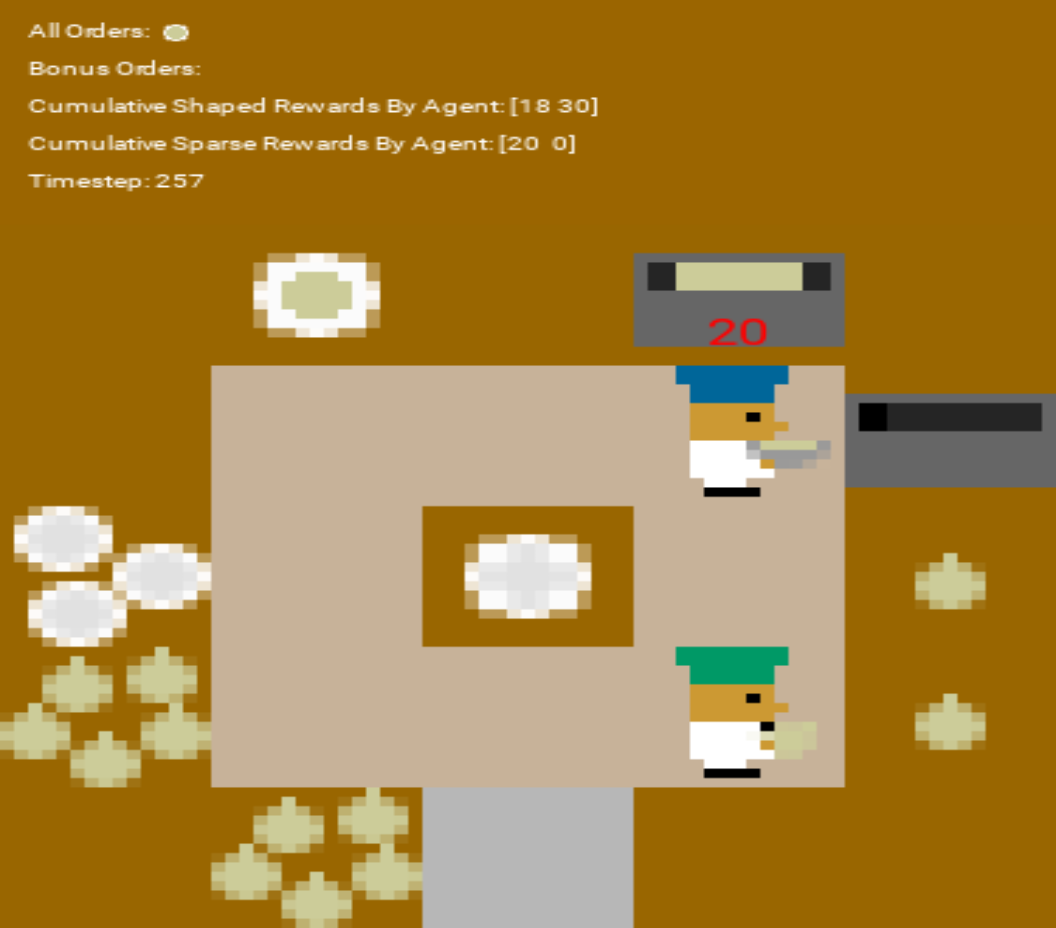 All Orders:
Bonus Orders:
Cumulative Shaped Rewards By Agent: [18 30]
Cumulative Sparse Rewards By Agent: [20  0]
Timestep: 257
20